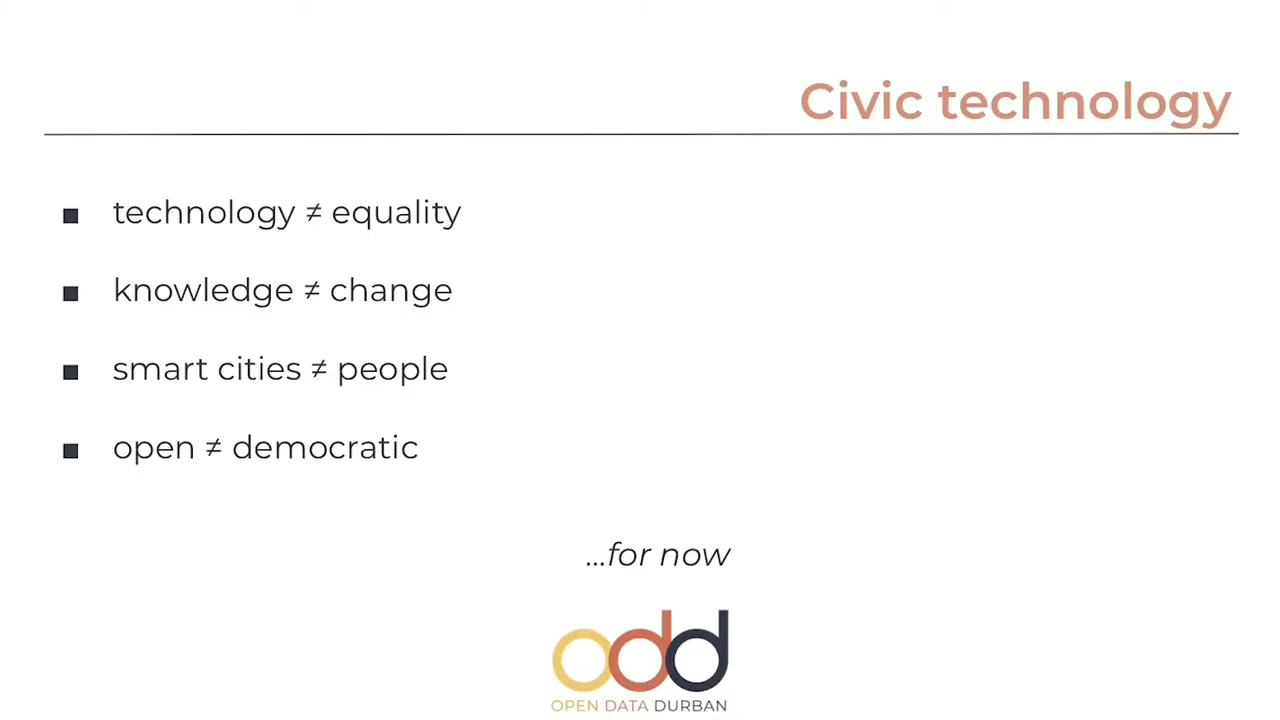 Civic technology
■ technology ≠ equality
■ knowledge ≠ change
■ smart cities ≠ people
■ open ≠ democratic
...for now
odd
OPEN DATA DURBAN